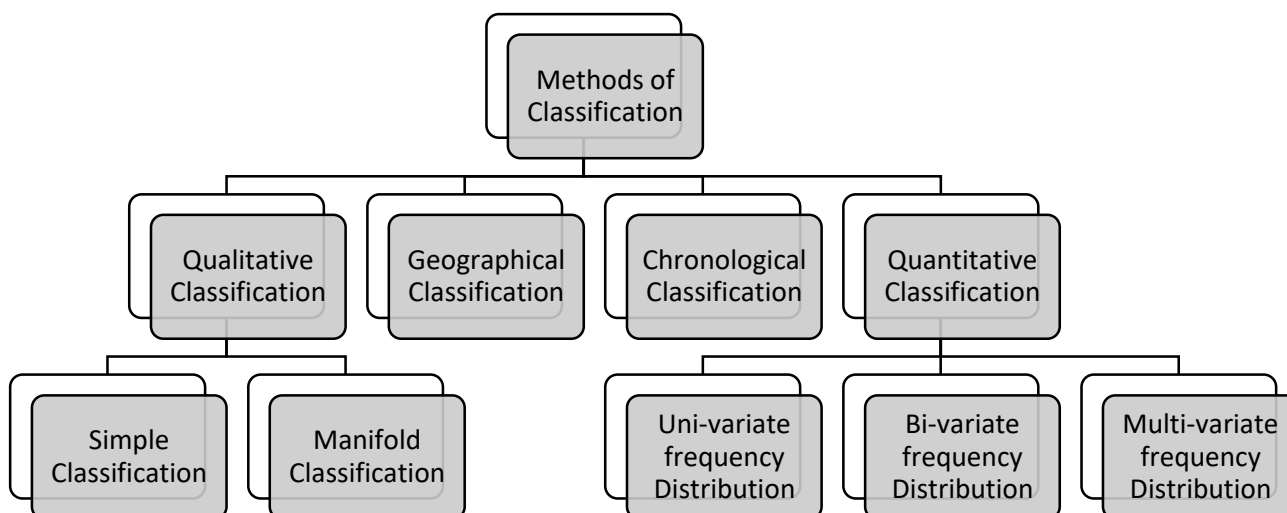 Methods of
Classification
Qualitative
Classification
Geographical
Classification
Chronological
Classification
Quantitative
Classification
Simple
Classification
Manifold
Classification
Uni-variate
frequency
Distribution
Bi-variate
frequency
Distribution
Multi-variate
frequency
Distribution